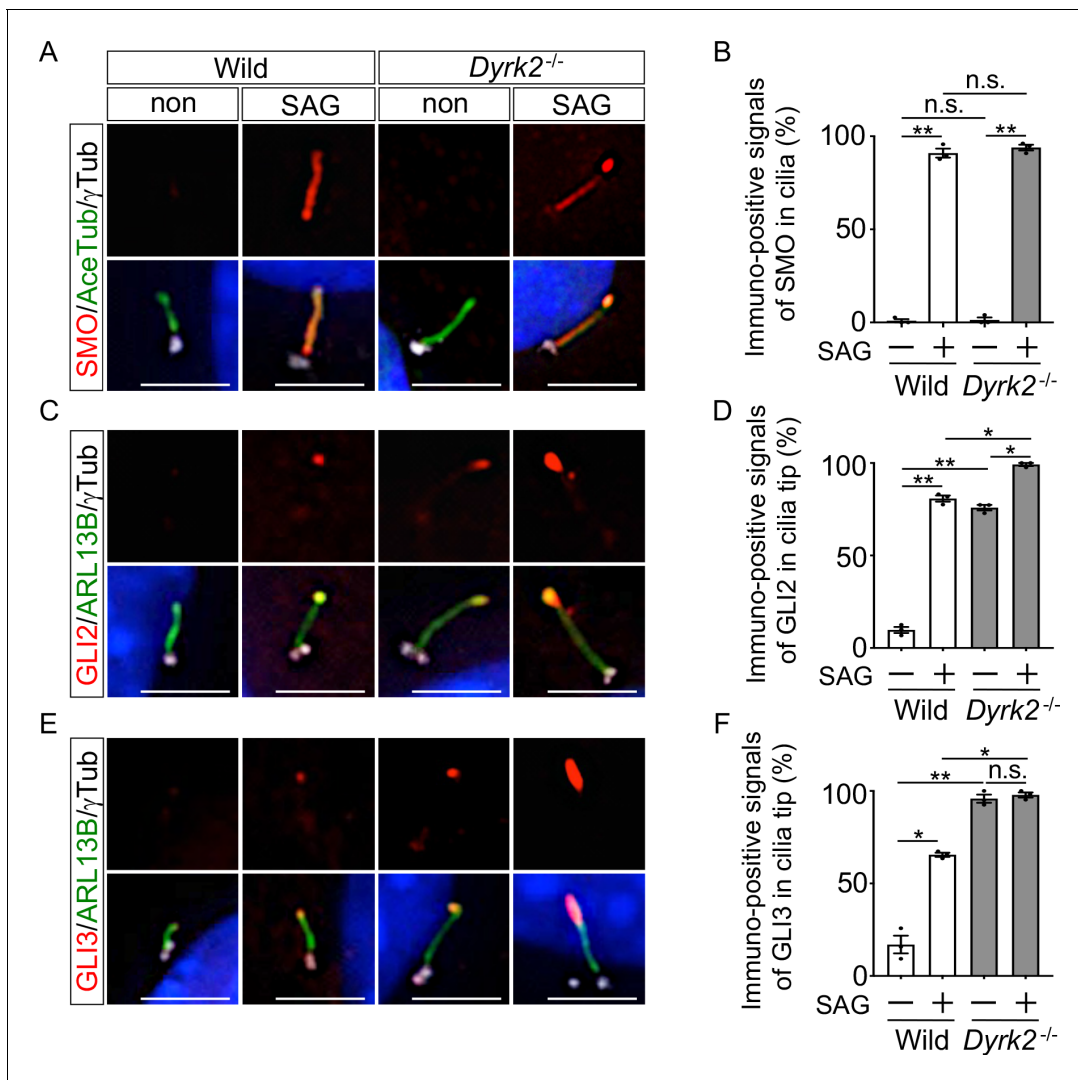 A
Wild
Dyrk2-/-
non
SAG
non
SAG
SMO/AceTub/γTub
B
Immuno-positive signals
of SMO in cilia (%)
n.s.
n.s.
**
**
100
50
0
SAG
— + — +
Wild
Dyrk2-/-
C
GLI2/ARL13B/γTub
D
Immuno-positive signals
of GLI2 in cilia tip (%)
*
**
*
**
100
50
0
SAG
— + — +
Wild
Dyrk2-/-
E
GLI3/ARL13B/γTub
F
Immuno-positive signals
of GLI3 in cilia tip (%)
*
**
n.s.
*
100
50
0
SAG
— + — +
Wild
Dyrk2-/-